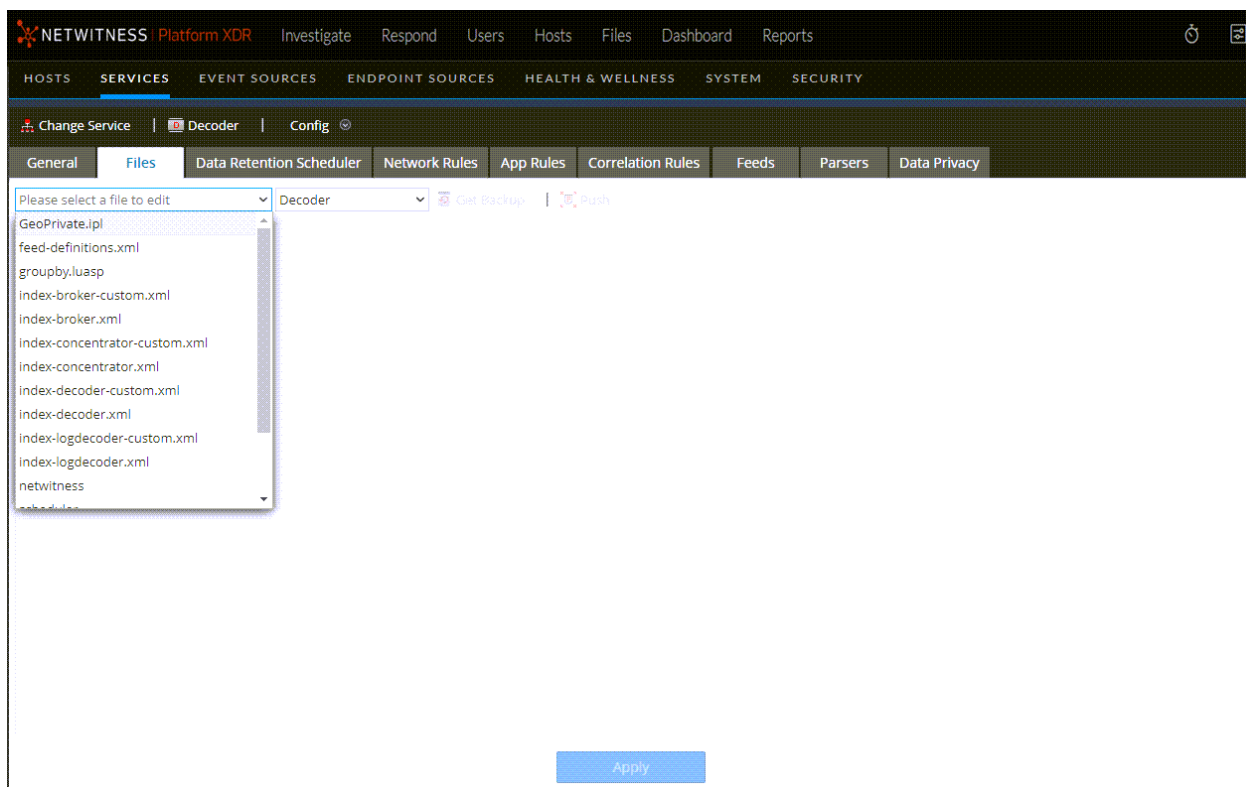 NETWITNESS Platform XDR Investigate Respond Users Hosts Files Dashboard Reports
HOSTS SERVICES EVENT SOURCES ENDPOINT SOURCES HEALTH & WELLNESS SYSTEM SECURITY
Change Service | D Decoder | Config
General Files Data Retention Scheduler Network Rules App Rules Correlation Rules Feeds Parsers Data Privacy
Please select a file to edit Decoder Get Backup | Push
GeoPrivate.ipl
feed-definitions.xml
groupby.luasp
index-broker-custom.xml
index-broker.xml
index-concentrator-custom.xml
index-concentrator.xml
index-decoder-custom.xml
index-decoder.xml
index-logdecoder-custom.xml
index-logdecoder.xml
netwitness
scheduler
Apply